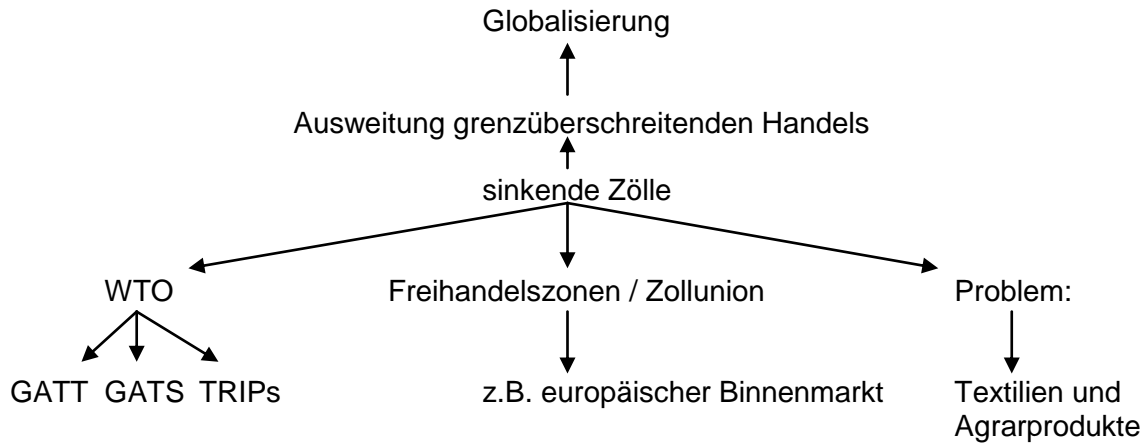 Globalisierung
Ausweitung grenzüberschreitenden Handels
sinkende Zölle
WTO Freihandelszonen / Zollunion Problem:
GATT GATS TRIPs z.B. europäischer Binnenmarkt Textilien und
Agrarprodukte